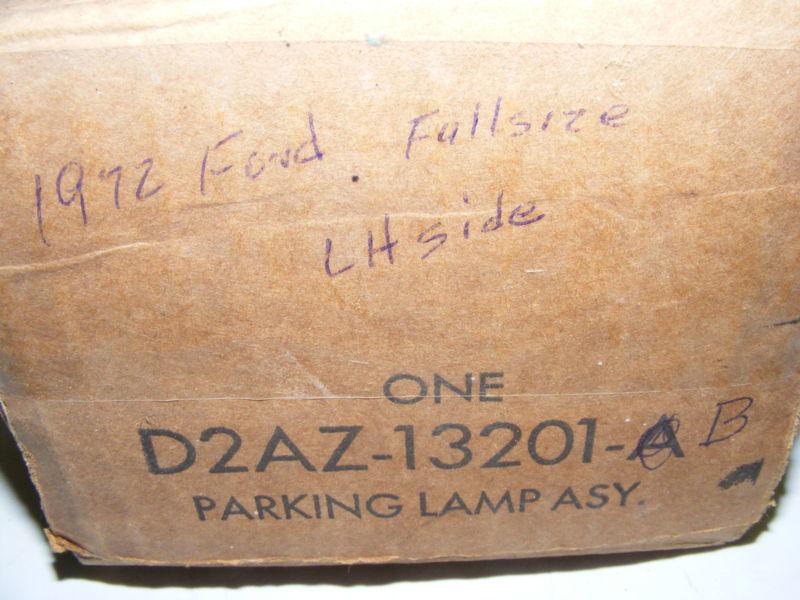 1972 Ford. Fullsize
LH side
ONE
D2AZ-13201-A B
PARKING LAMP ASY.